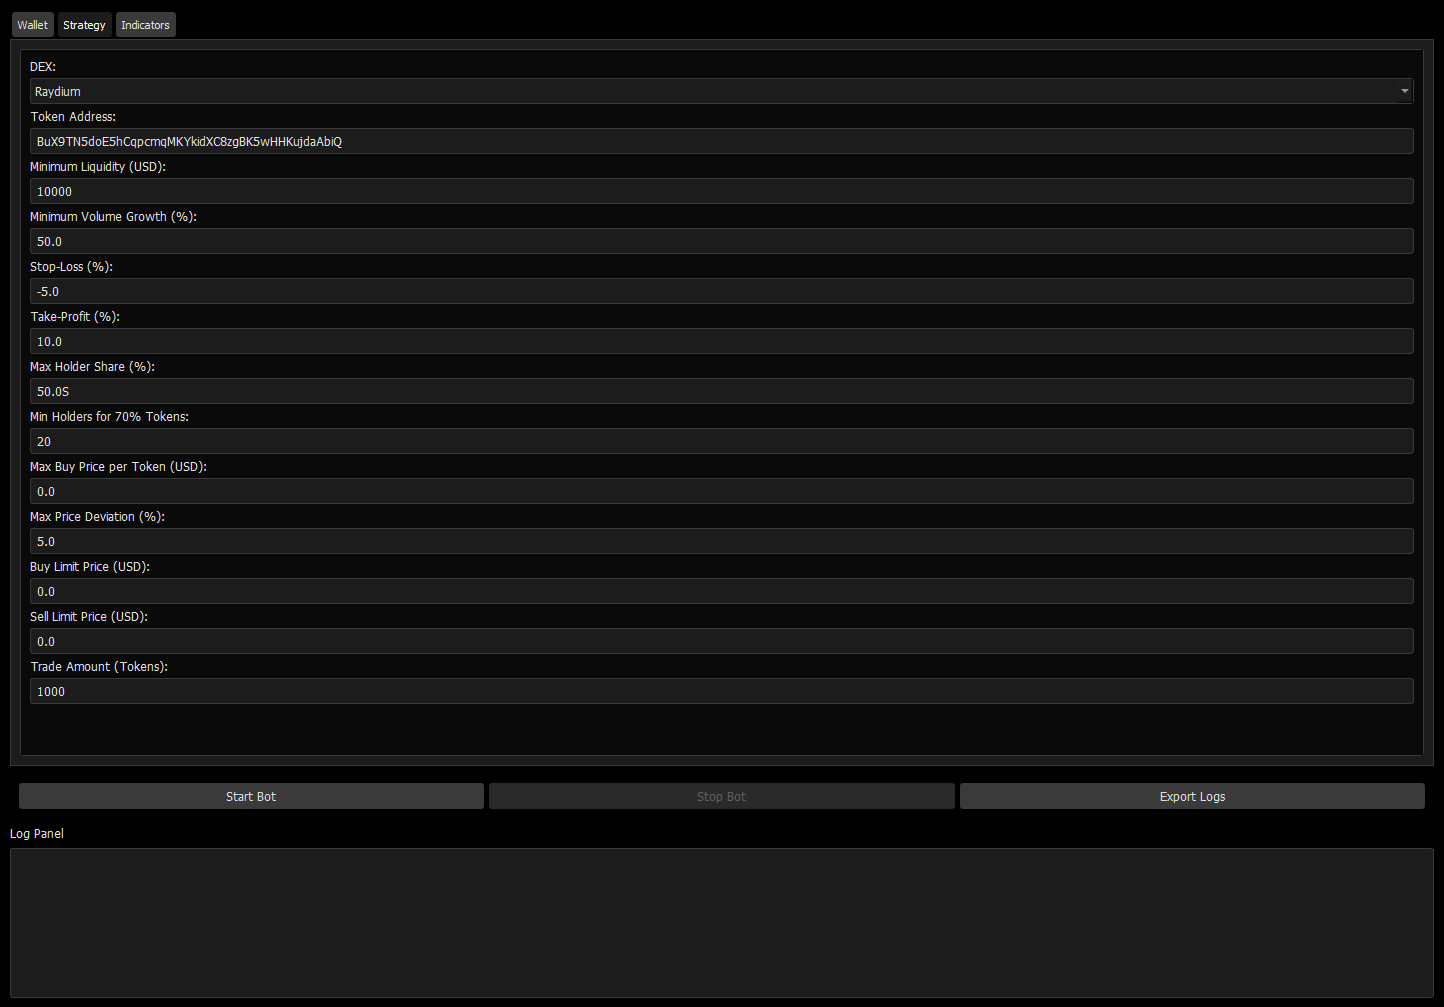 Wallet Strategy Indicators
DEX:
Raydium
Token Address:
BuX9TN5doE5hCqpcmqMKYkidXC8zgBK5wHHKujdaAbiQ
Minimum Liquidity (USD):
10000
Minimum Volume Growth (%):
50.0
Stop-Loss (%):
-5.0
Take-Profit (%):
10.0
Max Holder Share (%):
50.0S
Min Holders for 70% Tokens:
20
Max Buy Price per Token (USD):
0.0
Max Price Deviation (%):
5.0
Buy Limit Price (USD):
0.0
Sell Limit Price (USD):
0.0
Trade Amount (Tokens):
1000
Start Bot Stop Bot Export Logs
Log Panel